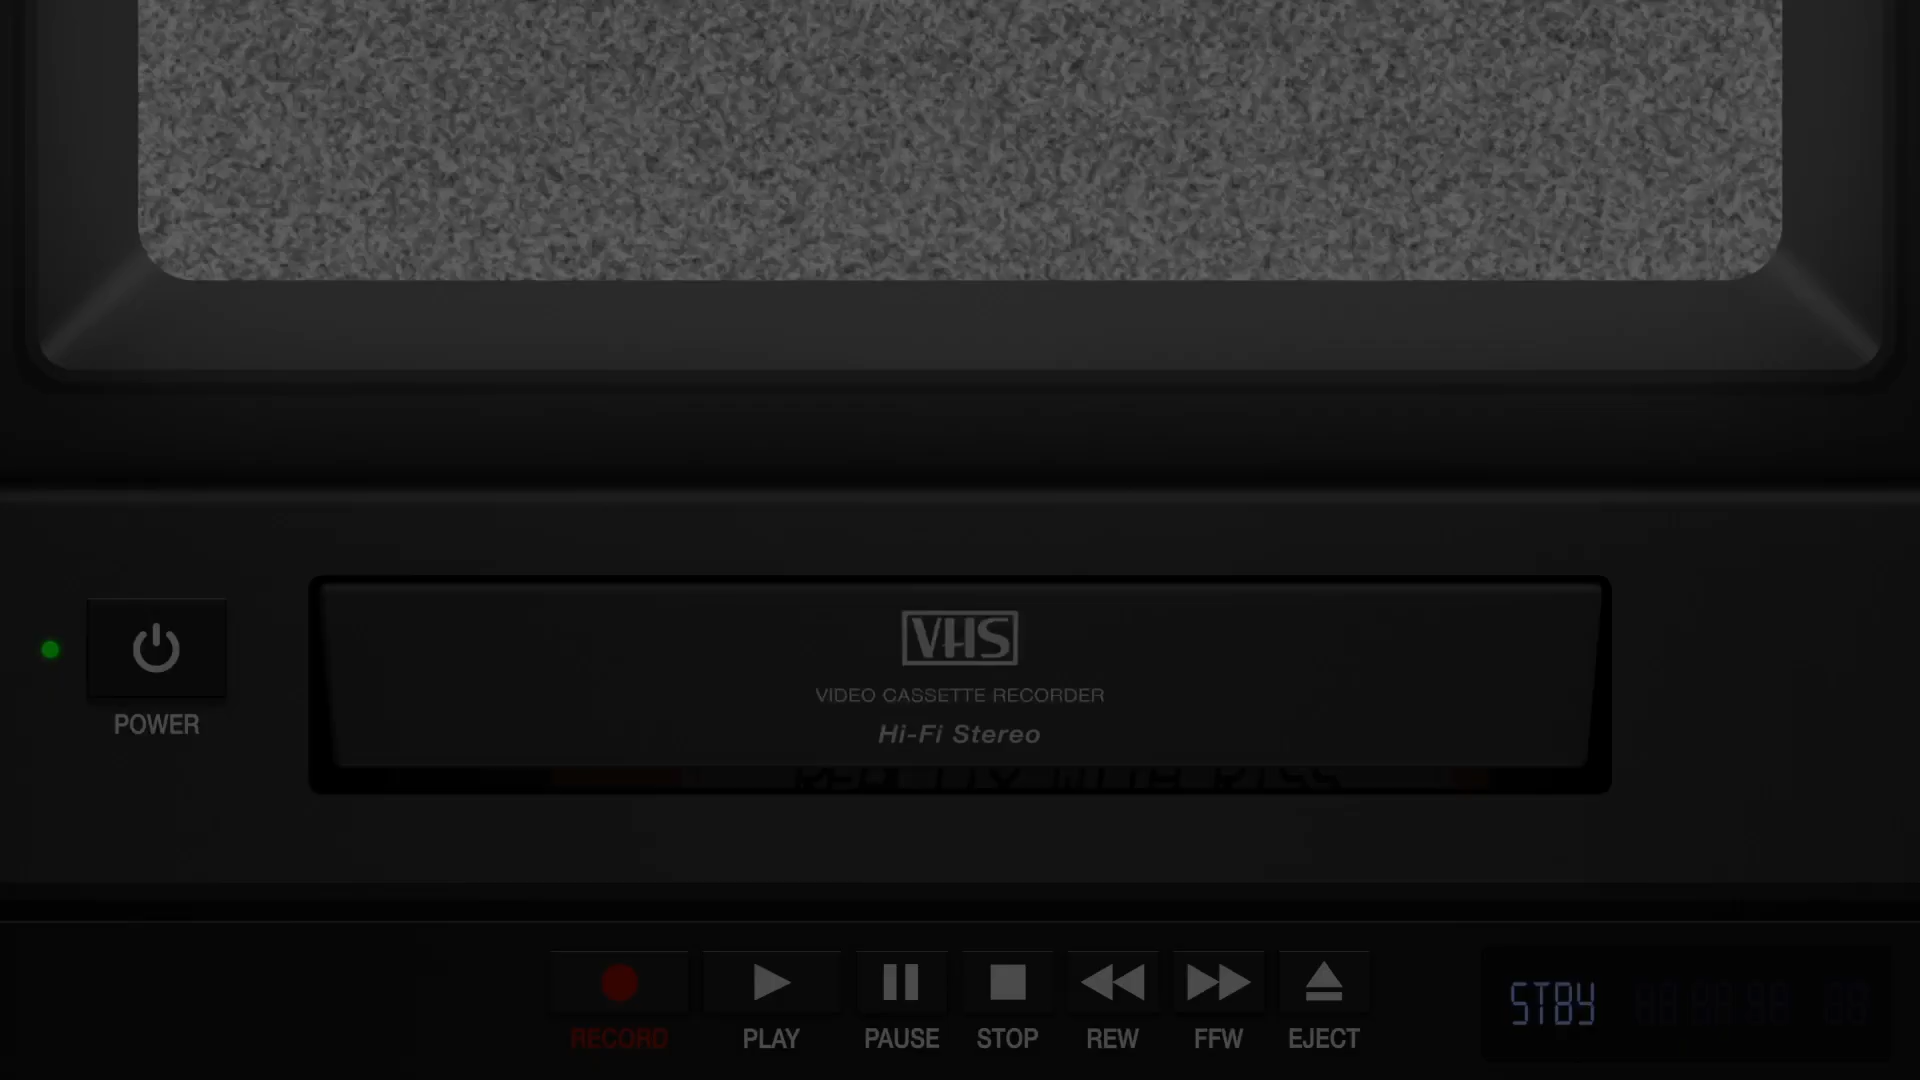 VHS
VIDEO CASSETTE RECORDER
Hi-Fi Stereo
POWER
RECORD
PLAY
PAUSE
STOP
REW
FFW
EJECT
STBY